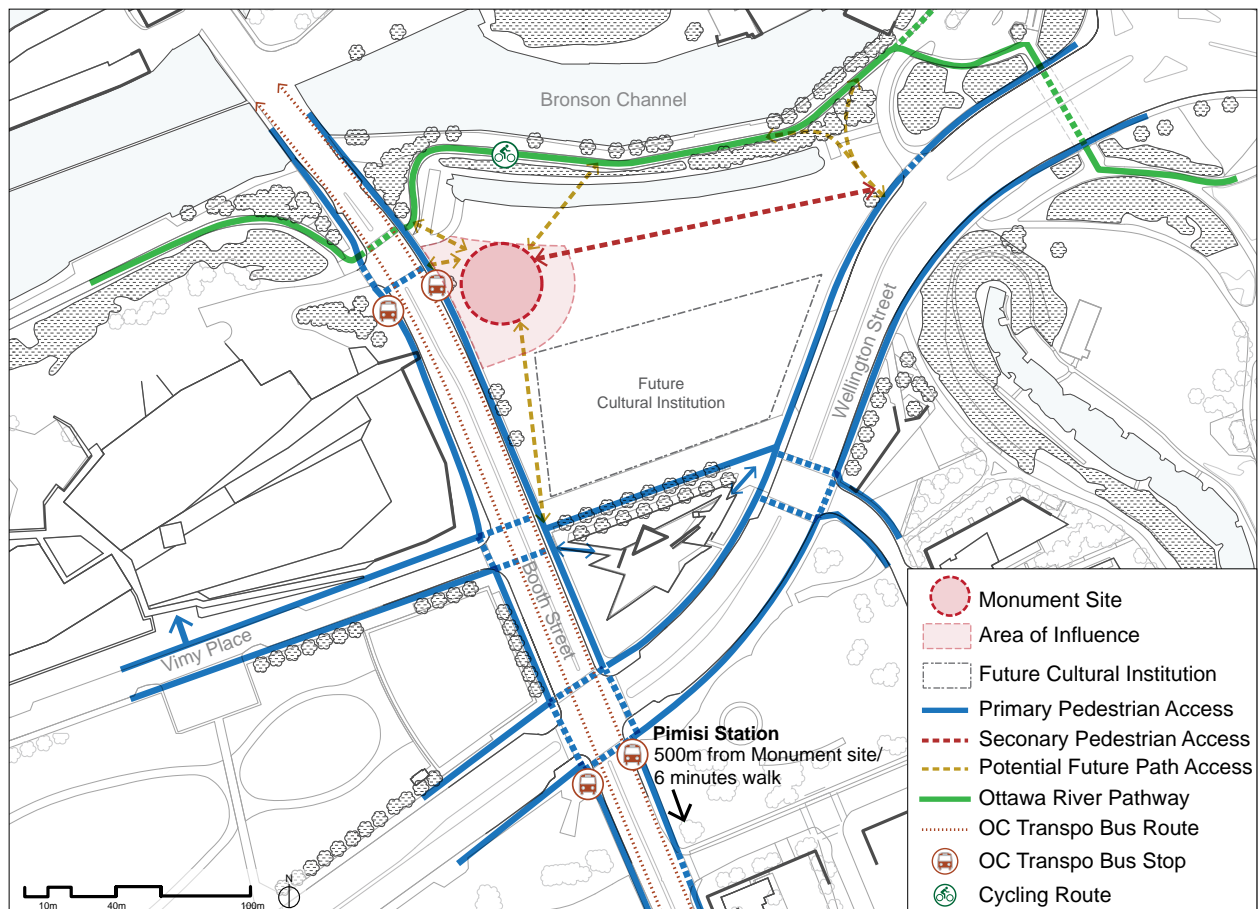 Bronson Channel
Wellington Street
Future
Cultural Institution
Booth Street
Vimy Place
Pimisi Station
500m from Monument site/
6 minutes walk
Monument Site
Area of Influence
Future Cultural Institution
Primary Pedestrian Access
Seconary Pedestrian Access
Potential Future Path Access
Ottawa River Pathway
OC Transpo Bus Route
OC Transpo Bus Stop
Cycling Route
10m 40m 100m N